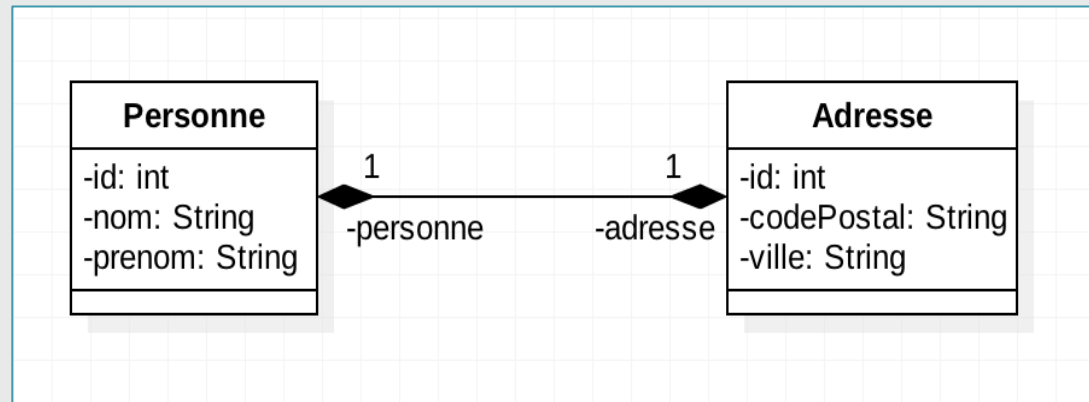 Personne
-id: int
-nom: String
-prenom: String
1
-personne
1
-adresse
Adresse
-id: int
-codePostal: String
-ville: String